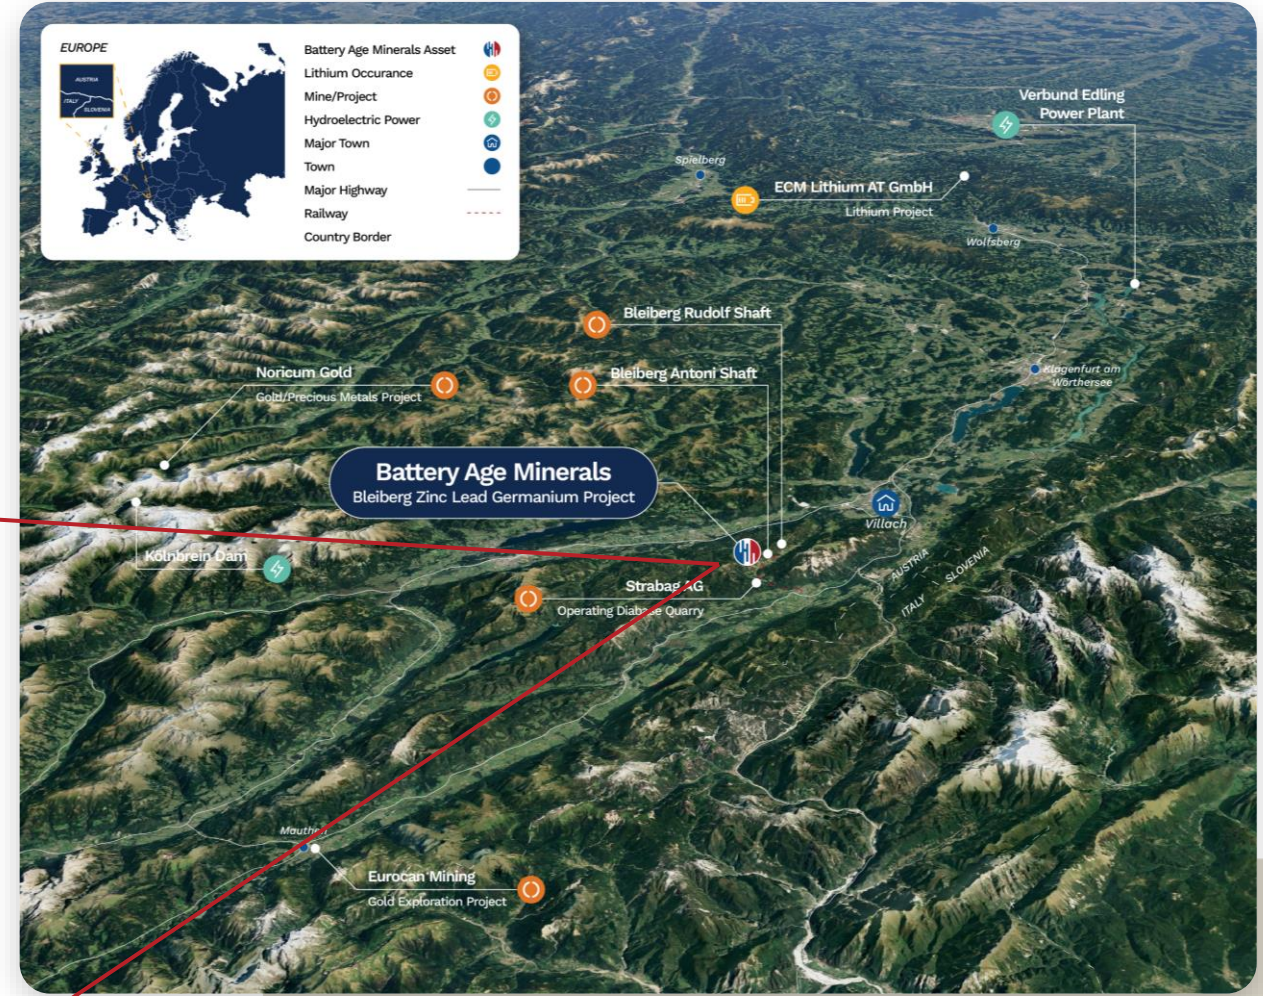 EUROPE
AUSTRIA
ITALY
SLOVENIA
Battery Age Minerals Asset
Lithium Occurance
Mine/Project
Hydroelectric Power
Major Town
Town
Major Highway
Railway
Country Border
Verbund Edling
Power Plant
Spielberg
ECM Lithium AT GmbH
Lithium Project
Wolfsberg
Bleiberg Rudolf Shaft
Noricum Gold
Gold/Precious Metals Project
Bleiberg Antoni Shaft
Klagenfurt am
Wörthersee
Battery Age Minerals
Bleiberg Zinc Lead Germanium Project
Villach
Kölnbrein Dam
AUSTRIA
SLOVENIA
ITALY
Strabag AG
Operating Diabase Quarry
Mauthen
Eurocan Mining
Gold Exploration Project